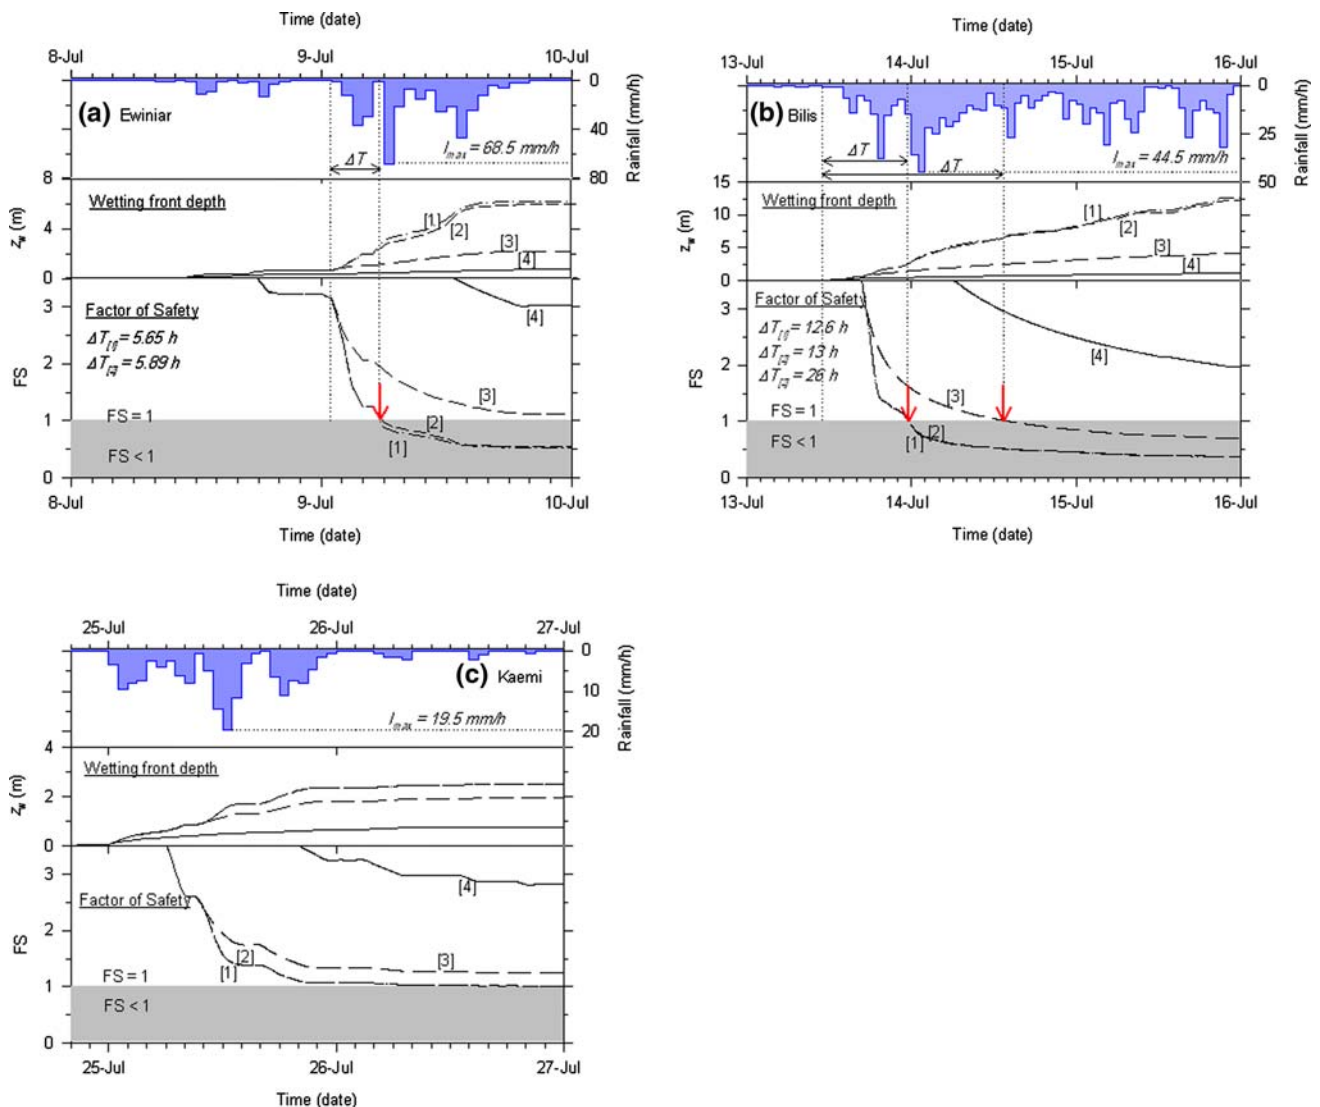 Time (date)
8-Jul 9-Jul 10-Jul
(a) Ewiniar
0
40
80
Rainfall (mm/h)
ΔT
I max = 68.5 mm/h
8
4
0
z w (m)
Wetting front depth
[1]
[2]
[3]
[4]
3
2
1
0
FS
Factor of Safety
ΔT[1] = 5.65 h
ΔT[2] = 5.89 h
[4]
[3]
[2]
[1]
FS = 1
FS < 1
8-Jul 9-Jul 10-Jul
Time (date)
Time (date)
13-Jul 14-Jul 15-Jul 16-Jul
(b) Bilis
0
25
50
Rainfall (mm/h)
ΔT
ΔT
I max = 44.5 mm/h
15
10
5
0
z w (m)
Wetting front depth
[1]
[2]
[3]
[4]
3
2
1
0
FS
Factor of Safety
ΔT[1] = 12.6 h
ΔT[2] = 13 h
ΔT[2] = 26 h
[4]
[3]
[2]
[1]
FS = 1
FS < 1
13-Jul 14-Jul 15-Jul 16-Jul
Time (date)
Time (date)
25-Jul 26-Jul 27-Jul
(c) Kaemi
0
10
20
Rainfall (mm/h)
I max = 19.5 mm/h
4
2
0
z w (m)
Wetting front depth
3
2
1
0
FS
Factor of Safety
[4]
[3]
[2]
[1]
FS = 1
FS < 1
25-Jul 26-Jul 27-Jul
Time (date)